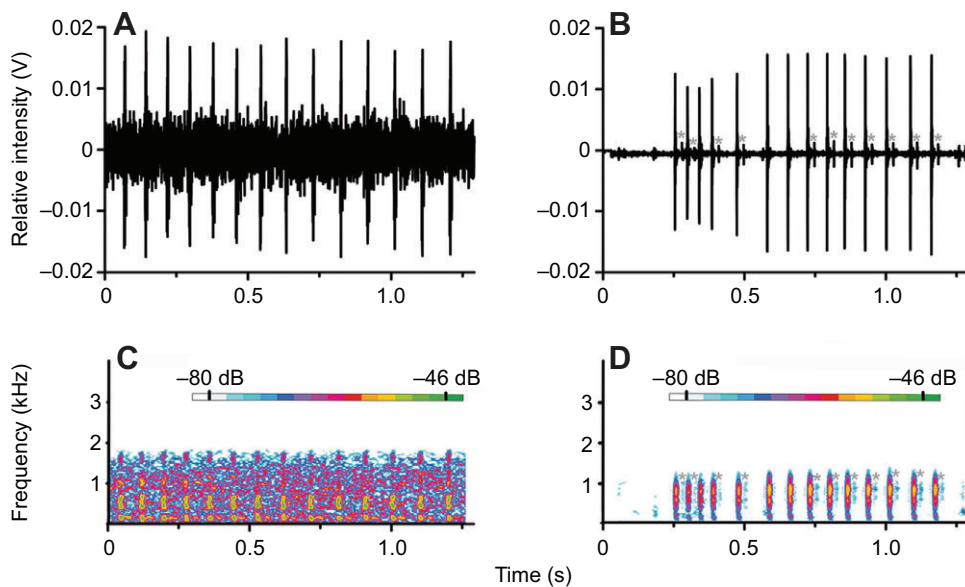 A
B
Relative intensity (V)
0.02
0.01
0
–0.01
–0.02
0
0.5
1.0
0.02
0.01
0
–0.01
–0.02
0
0.5
1.0
* * * * * * * * * * *
C
D
Frequency (kHz)
–80 dB
–46 dB
3
2
1
0
0.5
1.0
–80 dB
–46 dB
3
2
1
0
0.5
1.0
* * * * * * * * * *
Time (s)